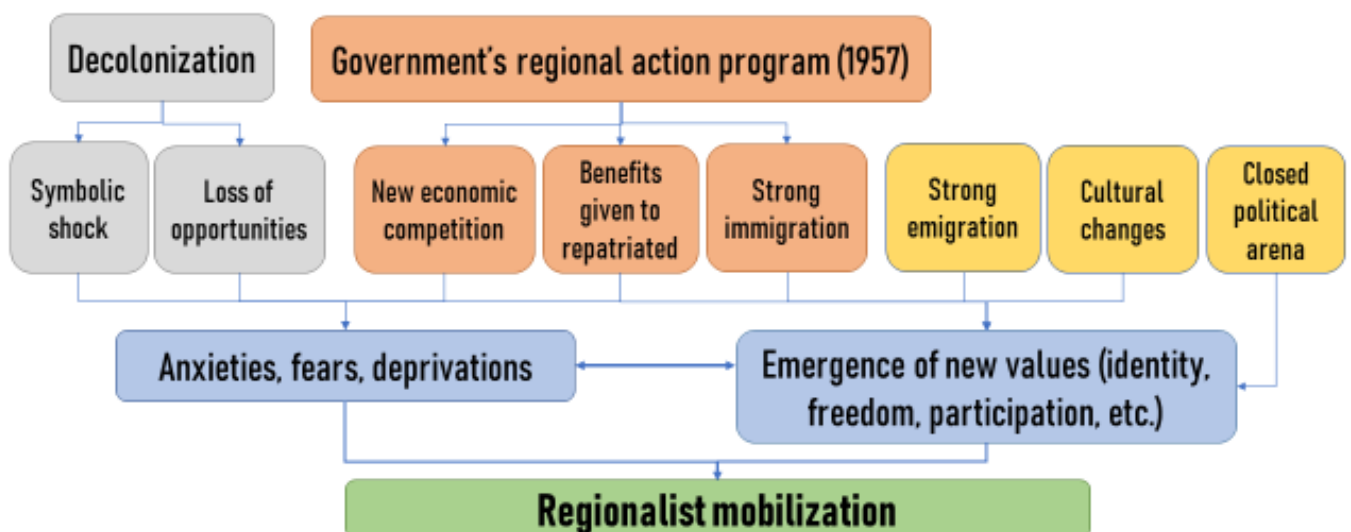 Decolonization
Government's regional action program (1957)
Symbolic
shock
Loss of
opportunities
New economic
competition
Benefits
given to
repatriated
Strong
immigration
Strong
emigration
Cultural
changes
Closed
political
arena
Anxieties, fears, deprivations
Emergence of new values (identity,
freedom, participation, etc.)
Regionalist mobilization